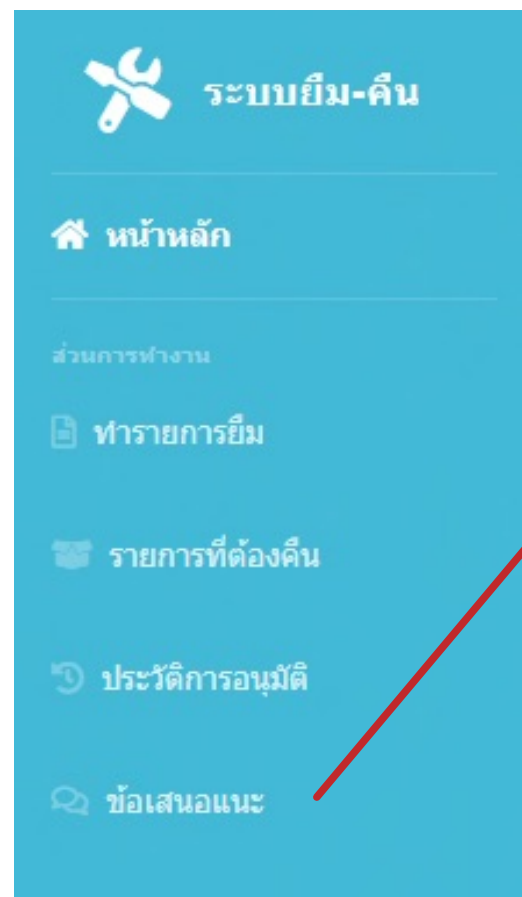 ระบบยืม-คืน
หน้าหลัก
ส่วนการทำงาน
ทำรายการยืม
รายการที่ต้องคืน
ประวัติการอนุมัติ
ข้อเสนอแนะ